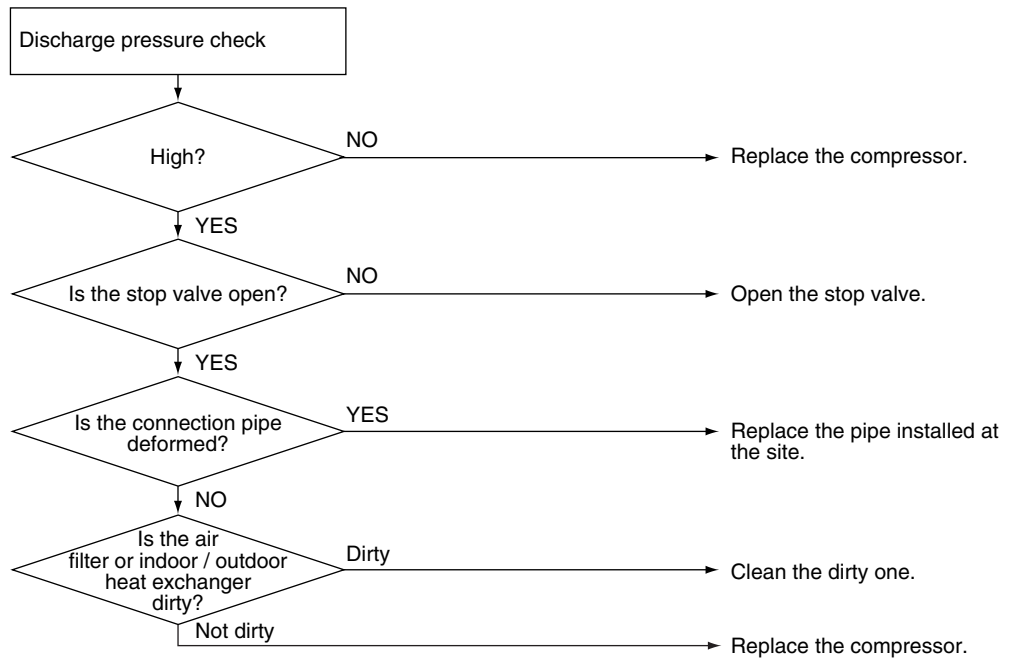 Discharge pressure check
High?
NO
Replace the compressor.
YES
Is the stop valve open?
NO
Open the stop valve.
YES
Is the connection pipe
deformed?
YES
Replace the pipe installed at
the site.
NO
Is the air
filter or indoor / outdoor
heat exchanger
dirty?
Dirty
Clean the dirty one.
Not dirty
Replace the compressor.